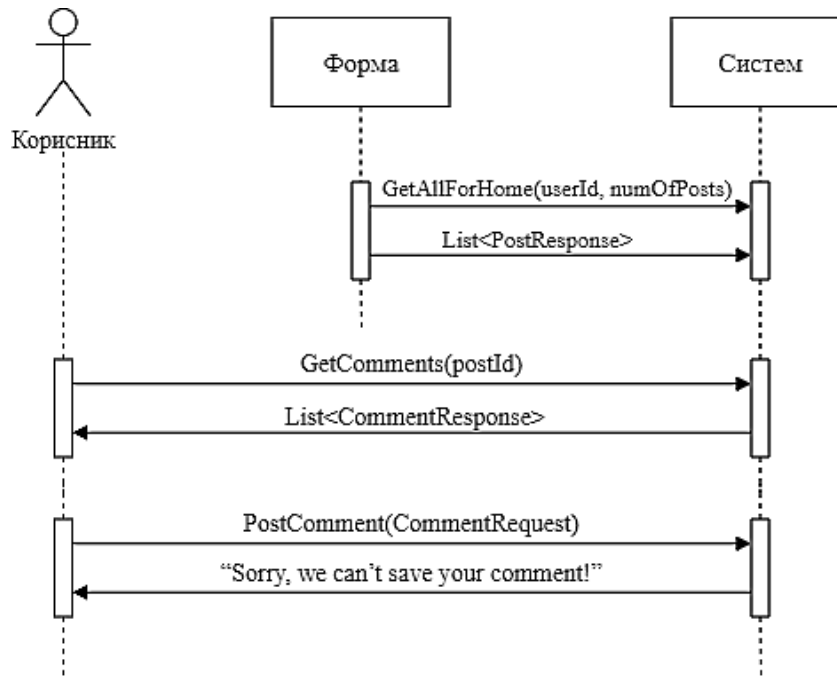 Форма
Систем
Корисник
GetAllForHome(userId, numOfPosts)
List<PostResponse>
GetComments(postId)
List<CommentResponse>
PostComment(CommentRequest)
“Sorry, we can’t save your comment!”